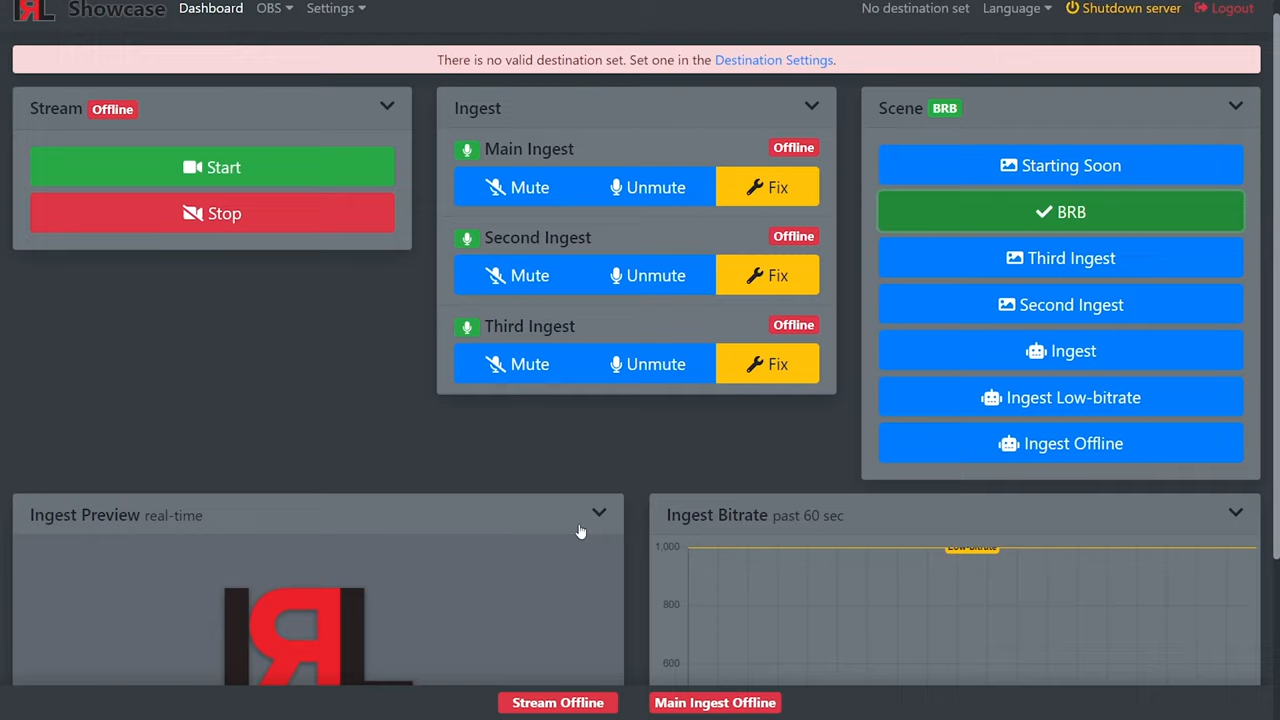 IRL Showcase Dashboard OBS Settings No destination set Language Shutdown server Logout
There is no valid destination set. Set one in the Destination Settings.
Stream Offline
Start
Stop
Ingest
Main Ingest Offline
Mute Unmute Fix
Second Ingest Offline
Mute Unmute Fix
Third Ingest Offline
Mute Unmute Fix
Scene BRB
Starting Soon
BRB
Third Ingest
Second Ingest
Ingest
Ingest Low-bitrate
Ingest Offline
Ingest Preview real-time
IRL
Ingest Bitrate past 60 sec
1,000
Low-bitrate
800
600
Stream Offline Main Ingest Offline